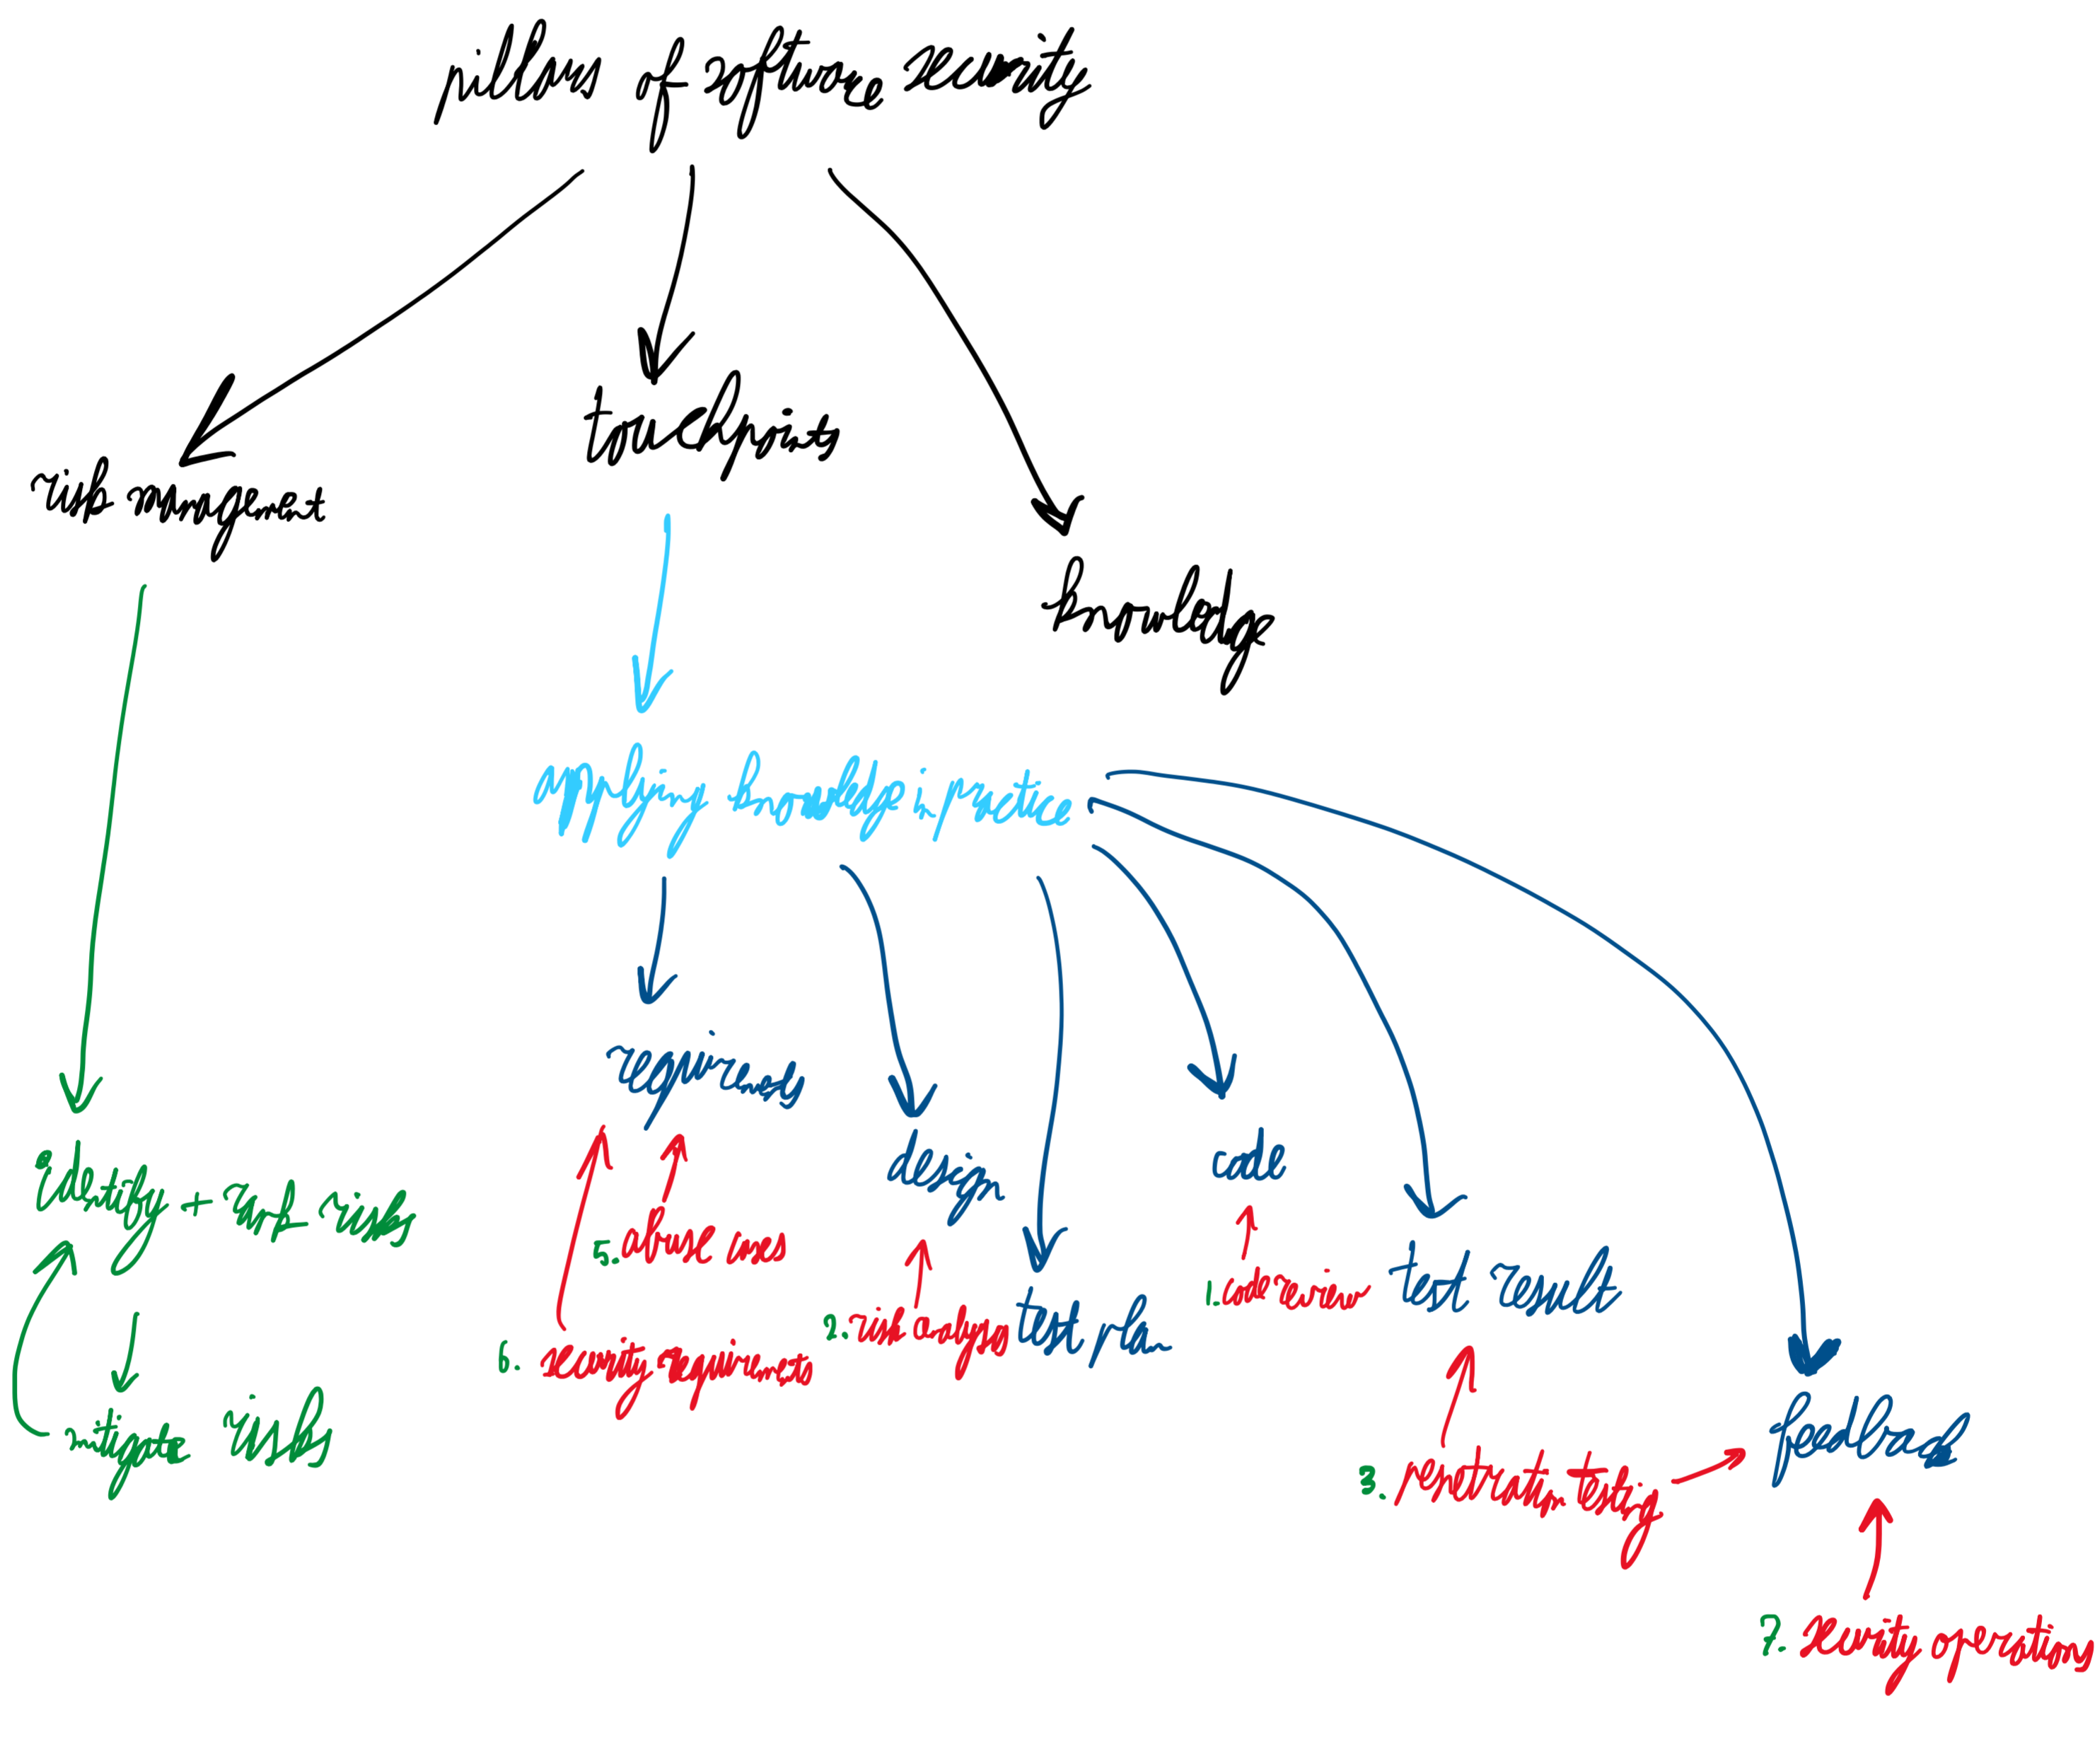 pillars of software security
touchpoints
risk management
knowledge
applying knowledge in practice
requirements
design
code
identify + rank risks
5. abuse cases
1. code review
test result
2. risk analysis
test plan
6. security requirements
mitigate risks
feedback
3. penetration testing
7. security operations